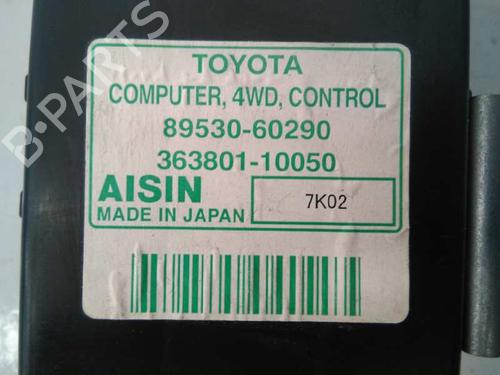 TOYOTA
COMPUTER, 4WD, CONTROL
89530-60290
363801-10050
AISIN
MADE IN JAPAN
7K02
B-PARTS